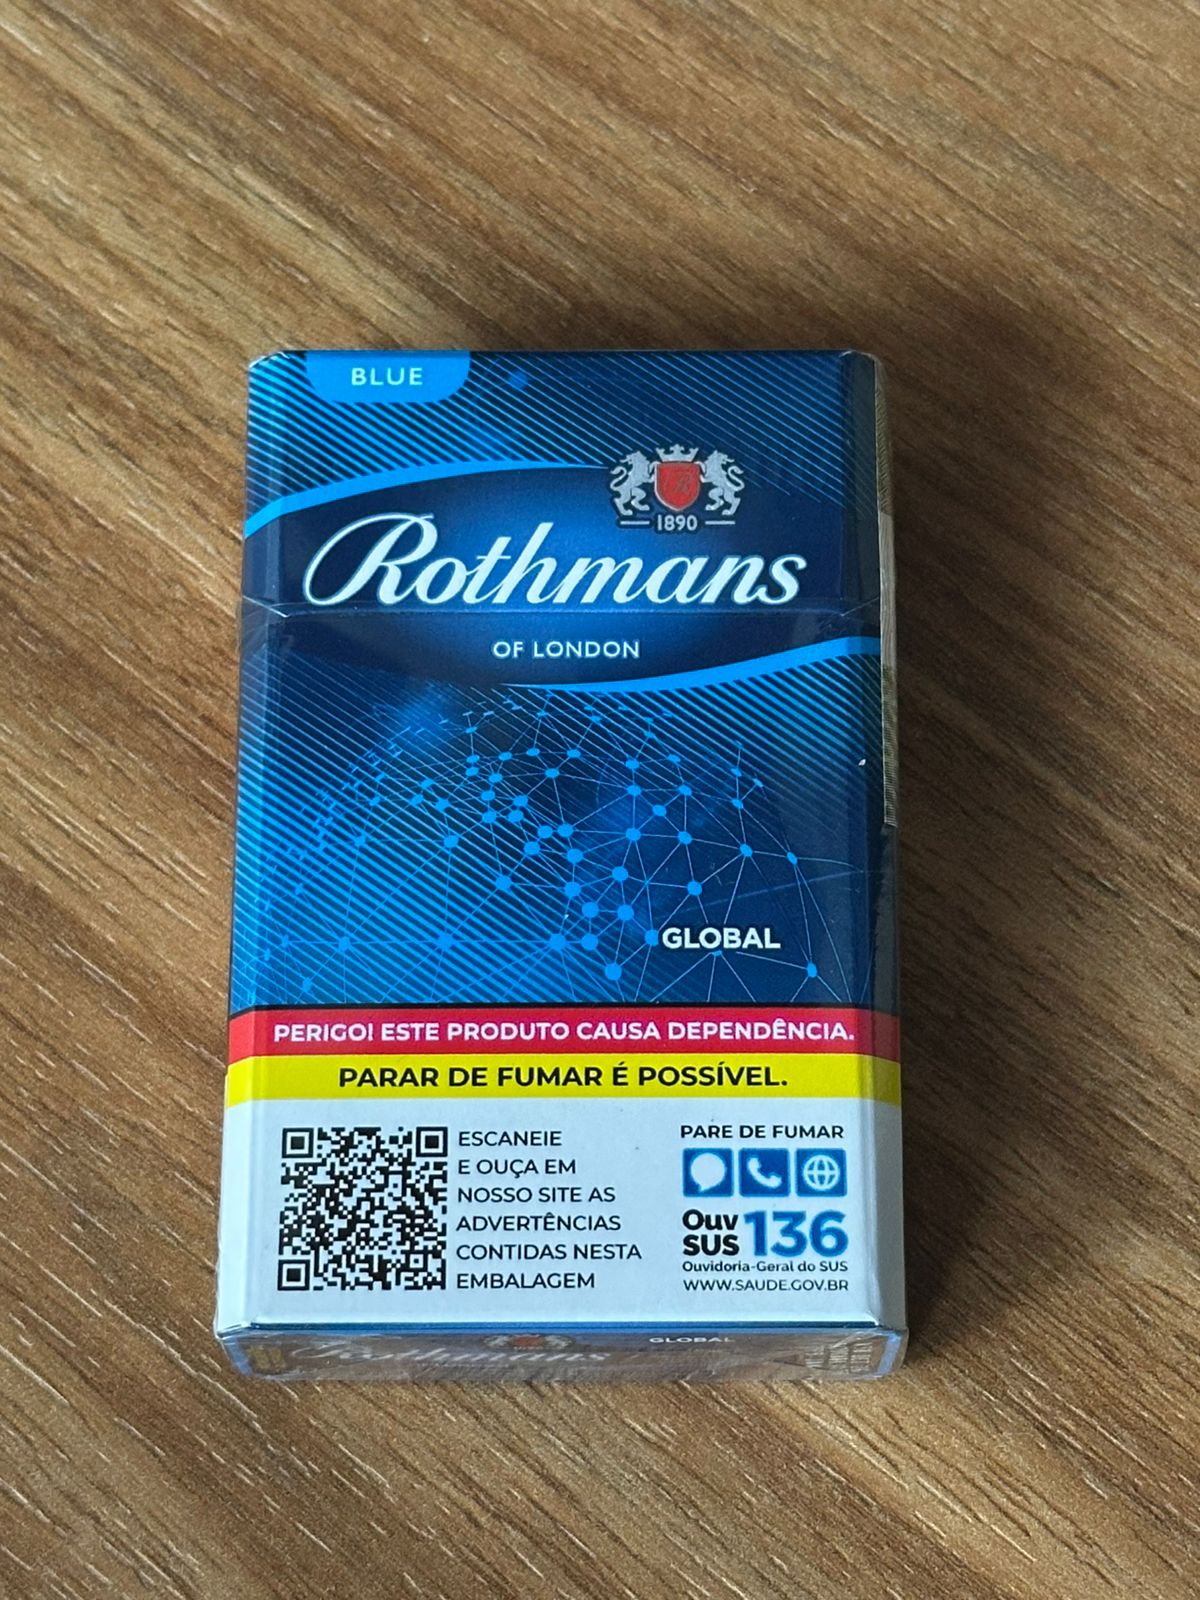 BLUE
1890
Rothmans
OF LONDON
GLOBAL
PERIGO! ESTE PRODUTO CAUSA DEPENDÊNCIA.
PARAR DE FUMAR É POSSÍVEL.
ESCANEIE
E OUÇA EM
NOSSO SITE AS
ADVERTÊNCIAS
CONTIDAS NESTA
EMBALAGEM
PARE DE FUMAR
Ouv
SUS 136
Ouvidoria-Geral do SUS
WWW.SAUDE.GOV.BR
Rothmans
GLOBAL